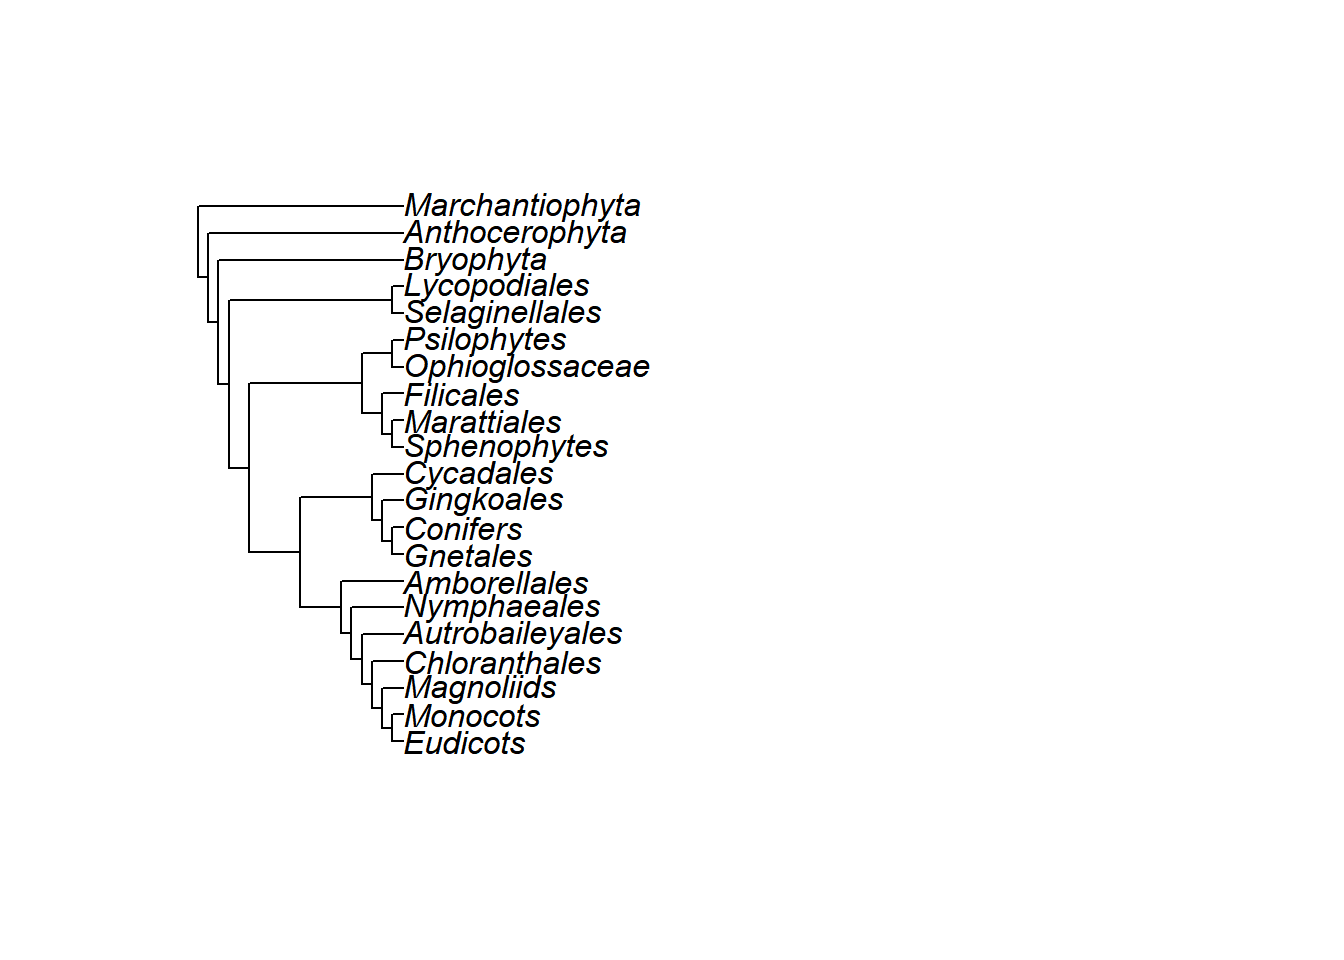 Marchantiophyta
Anthocerophyta
Bryophyta
Lycopodiales
Selaginellales
Psilophytes
Ophioglossaceae
Filicales
Marattiales
Sphenophytes
Cycadales
Gingkoales
Conifers
Gnetales
Amborellales
Nymphaeales
Autrobaileyales
Chloranthales
Magnoliids
Monocots
Eudicots